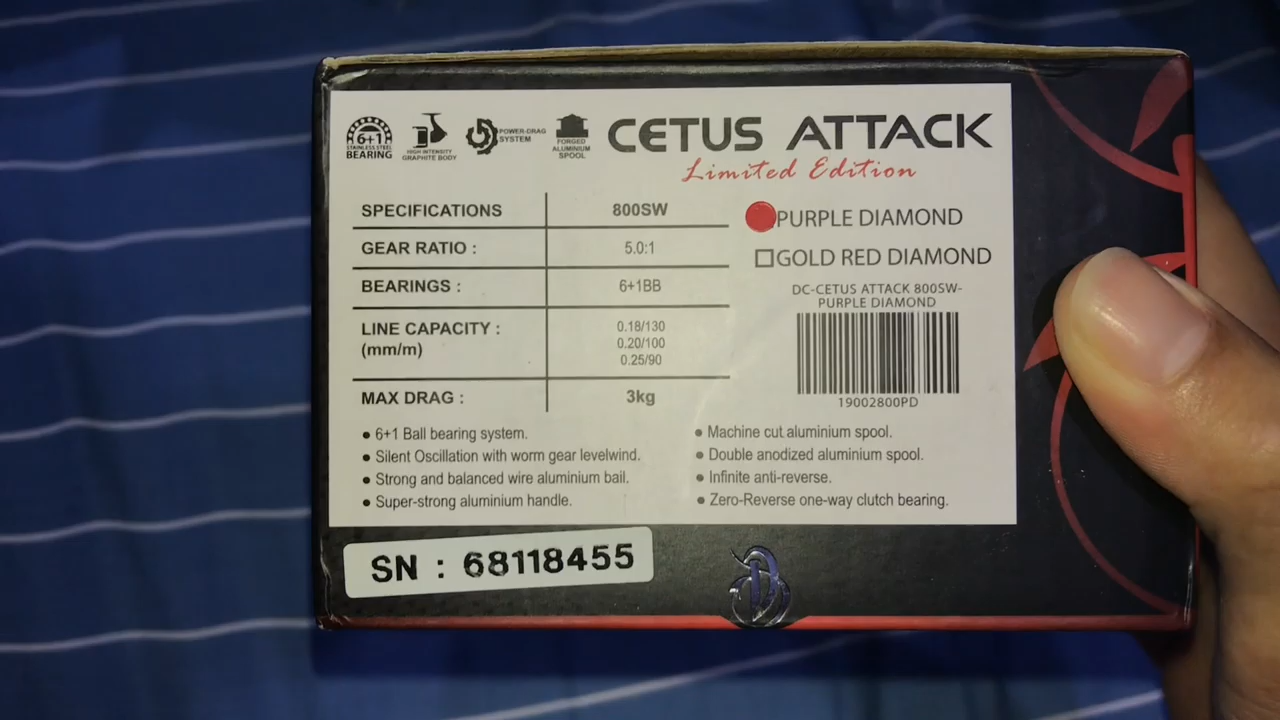 6+1
STAINLESS STEEL
BEARING
HIGH INTENSITY
GRAPHITE BODY
POWER-DRAG
SYSTEM
FORGED
ALUMINIUM
SPOOL
CETUS ATTACK
Limited Edition
SPECIFICATIONS 800SW
GEAR RATIO : 5.0:1
BEARINGS : 6+1BB
LINE CAPACITY :
(mm/m)
0.18/130
0.20/100
0.25/90
MAX DRAG : 3kg
PURPLE DIAMOND
GOLD RED DIAMOND
DC-CETUS ATTACK 800SW-
PURPLE DIAMOND
19002800PD
● 6+1 Ball bearing system.
● Silent Oscillation with worm gear levelwind.
● Strong and balanced wire aluminium bail.
● Super-strong aluminium handle.
● Machine cut aluminium spool.
● Double anodized aluminium spool.
● Infinite anti-reverse.
● Zero-Reverse one-way clutch bearing.
SN : 68118455